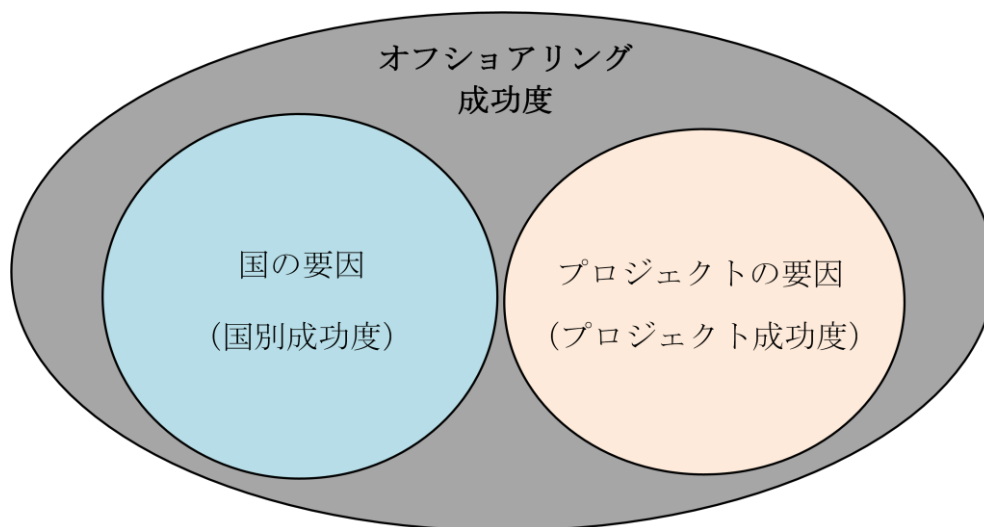 オフショアリング
成功度
国の要因
（国別成功度）
プロジェクトの要因
（プロジェクト成功度）